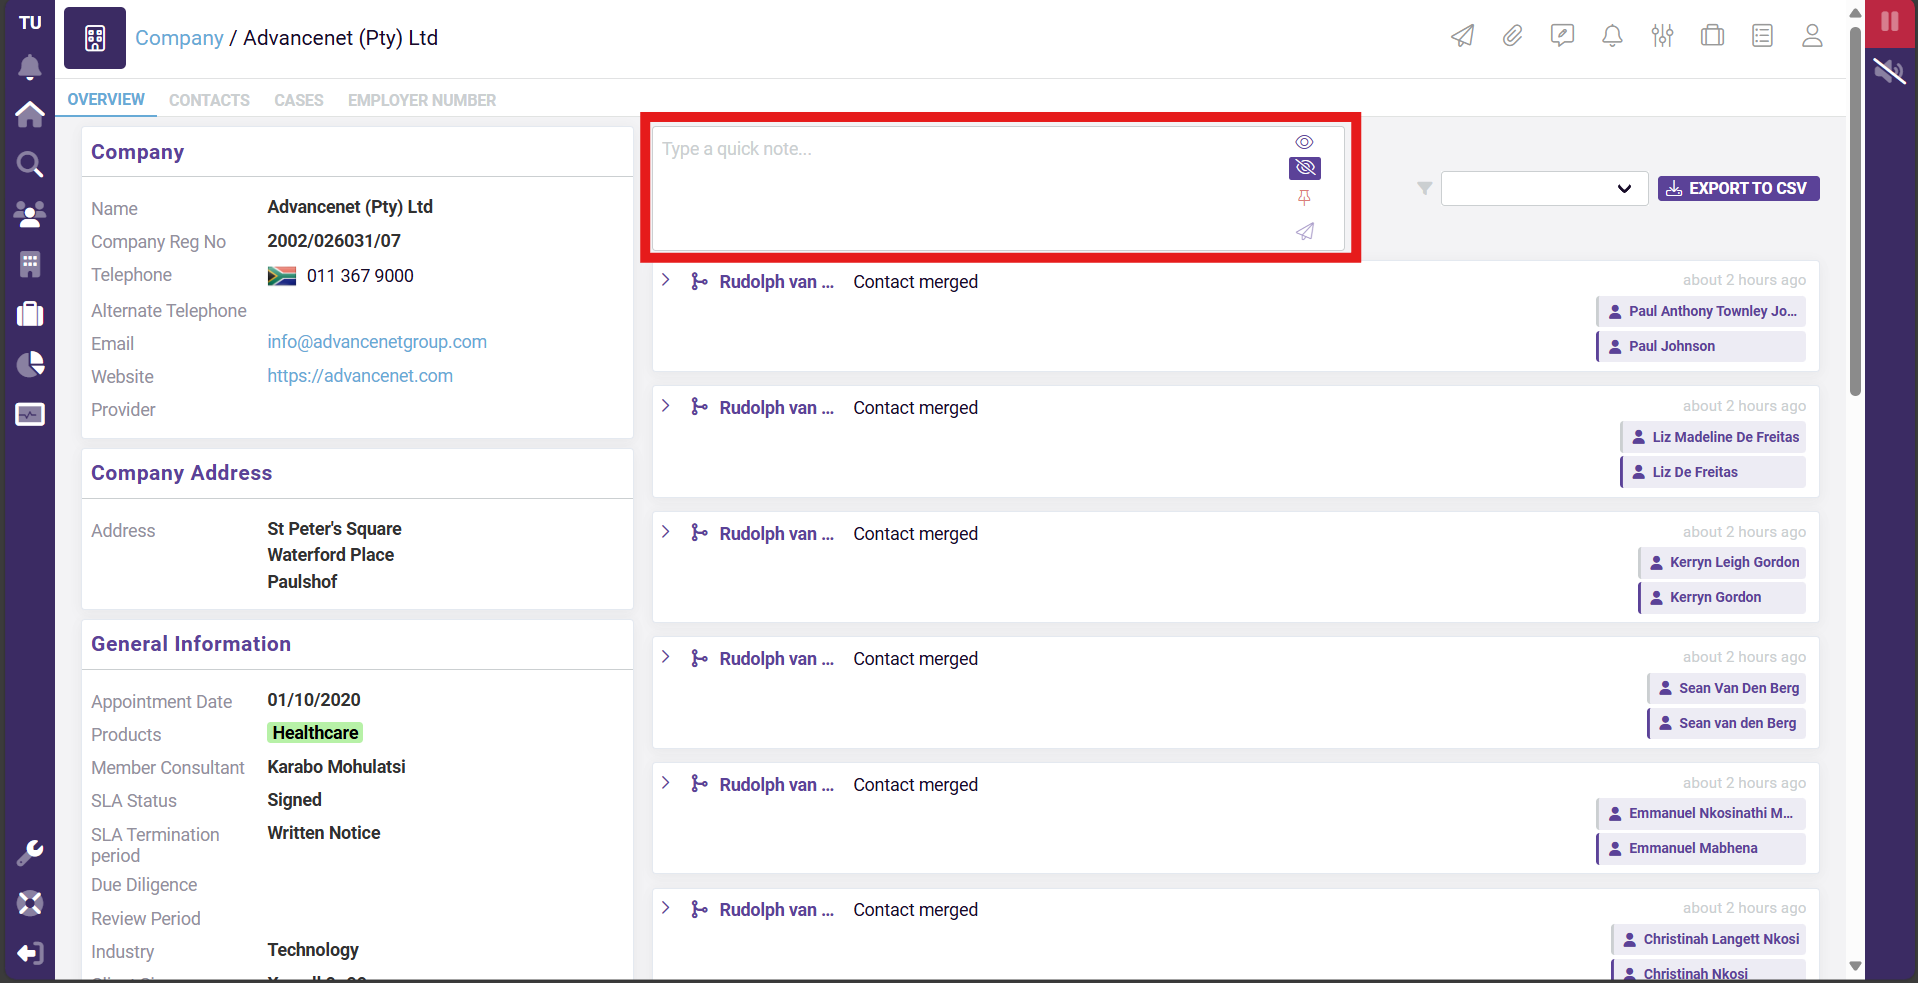 TU
Company / Advancenet (Pty) Ltd
OVERVIEW CONTACTS CASES EMPLOYER NUMBER
Company
Name Advancenet (Pty) Ltd
Company Reg No 2002/026031/07
Telephone 011 367 9000
Alternate Telephone
Email info@advancenetgroup.com
Website https://advancenet.com
Provider
Company Address
Address St Peter's Square
Waterford Place
Paulshof
General Information
Appointment Date 01/10/2020
Products Healthcare
Member Consultant Karabo Mohulatsi
SLA Status Signed
SLA Termination period Written Notice
Due Diligence
Review Period
Industry Technology
Type a quick note...
EXPORT TO CSV
Rudolph van ... Contact merged about 2 hours ago
Paul Anthony Townley Jo...
Paul Johnson
Rudolph van ... Contact merged about 2 hours ago
Liz Madeline De Freitas
Liz De Freitas
Rudolph van ... Contact merged about 2 hours ago
Kerryn Leigh Gordon
Kerryn Gordon
Rudolph van ... Contact merged about 2 hours ago
Sean Van Den Berg
Sean van den Berg
Rudolph van ... Contact merged about 2 hours ago
Emmanuel Nkosinathi M...
Emmanuel Mabhena
Rudolph van ... Contact merged about 2 hours ago
Christinah Langett Nkosi
Christinah Nkosi